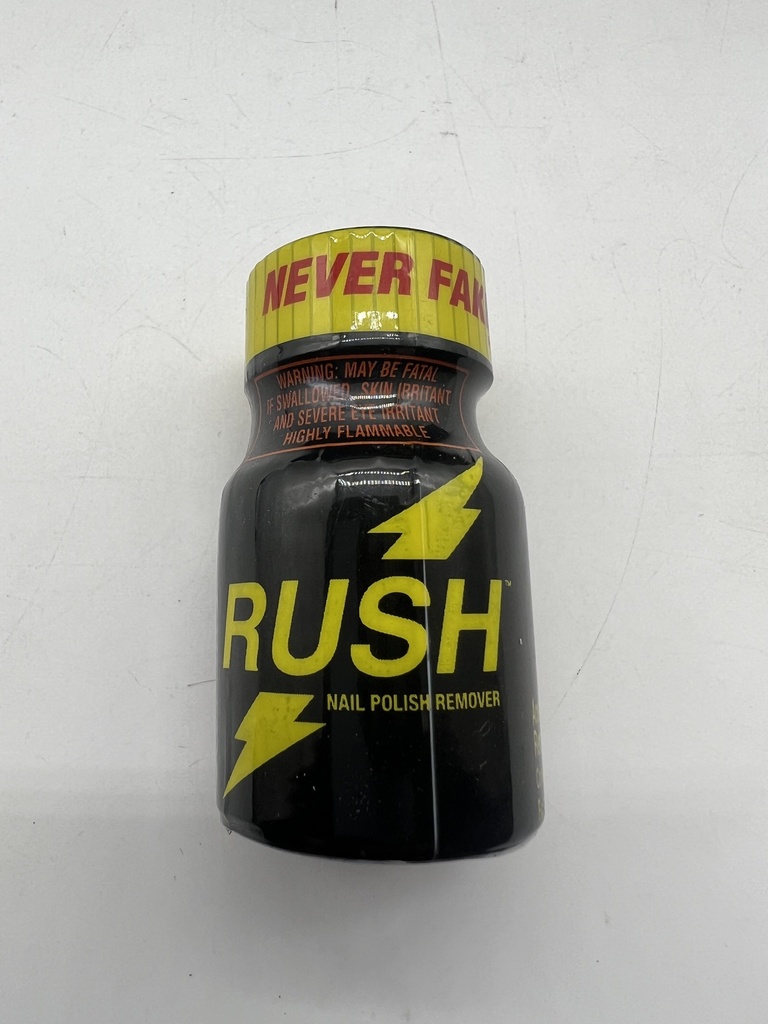 NEVER FAK
WARNING: MAY BE FATAL
IF SWALLOWED. SKIN IRRITANT
AND SEVERE EYE IRRITANT
HIGHLY FLAMMABLE
RUSH™
NAIL POLISH REMOVER